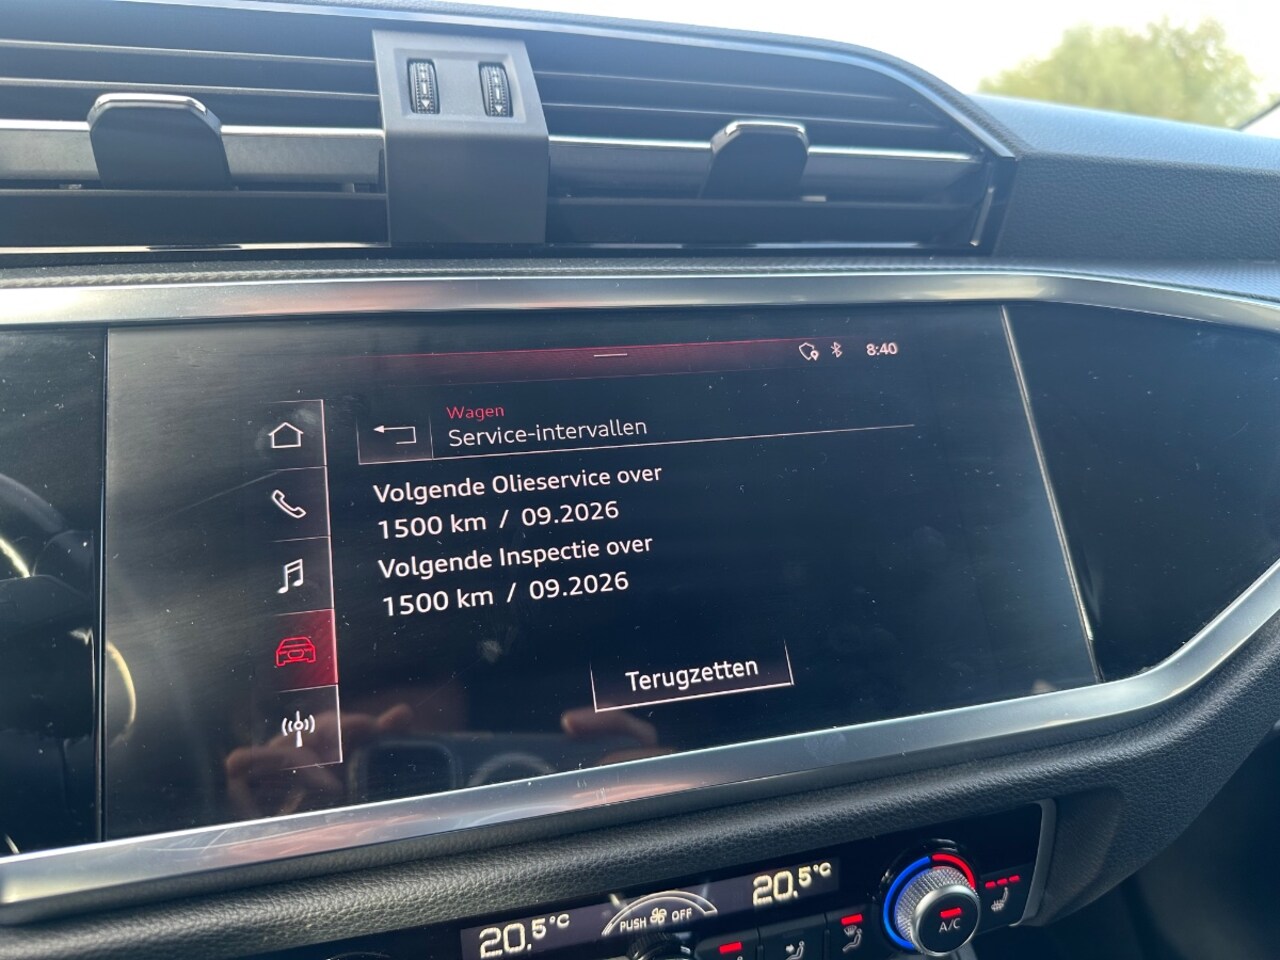 8:40
Wagen
Service-intervallen
Volgende Olieservice over
1500 km / 09.2026
Volgende Inspectie over
1500 km / 09.2026
Terugzetten
20.5°C
PUSH OFF
20.5°C
A/C